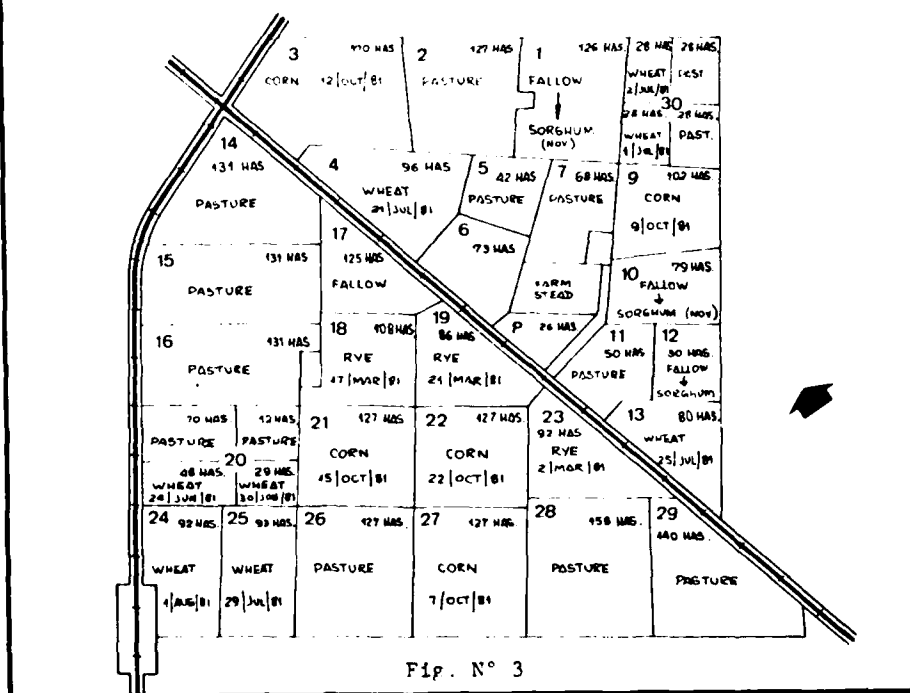 3 170 HAS
CORN 12|OCT|81
2 127 HAS
PASTURE
1 126 HAS
FALLOW
SORGHUM
(NOV)
28 HAS 28 HAS
WHEAT
2|JUL|81
30
28 HAS. 28 HAS.
WHEAT PAST.
1|JUL|81
14
131 HAS
PASTURE
4 96 HAS
WHEAT
21|JUL|81
5
42 HAS
PASTURE
7 68 HAS.
PASTURE
9 102 HAS.
CORN
9|OCT|81
6
73 HAS
15 131 HAS
PASTURE
17
125 HAS
FALLOW
FARM
STEAD
10 79 HAS.
FALLOW
SORGHUM (NOV)
16 131 HAS
PASTURE
18 108 HAS
RYE
17|MAR|81
19
86 HAS
RYE
21|MAR|81
P 26 HAS.
11
50 HAS
PASTURE
12
50 HAS.
FALLOW
SORGHUM
70 HAS 12 HAS
PASTURE PASTURE
20
48 HAS. 29 HAS.
WHEAT WHEAT
24|JUN|81 30|JUN|81
21 127 HAS
CORN
15|OCT|81
22 127 HAS
CORN
22|OCT|81
23
92 HAS
RYE
2|MAR|81
13 80 HAS.
WHEAT
25|JUL|81
24 92 HAS.
WHEAT
1|AUG|81
25 93 HAS.
WHEAT
29|JUL|81
26 127 HAS
PASTURE
27 127 HAS.
CORN
7|OCT|81
28 158 HAS.
PASTURE
29
140 HAS.
PASTURE
Fig. N° 3